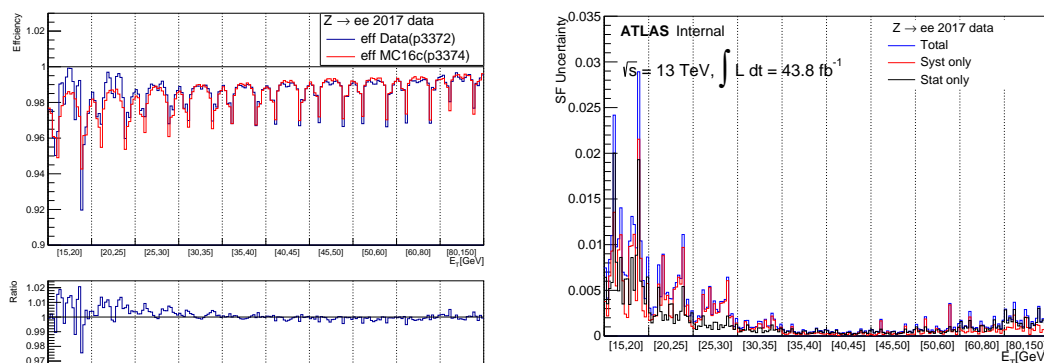 Effciency
1.02
1
0.98
0.96
0.94
0.92
0.9
Z → ee 2017 data
eff Data(p3372)
eff MC16c(p3374)
[15,20] [20,25] [25,30] [30,35] [35,40] [40,45] [45,50] [50,60] [60,80] [80,150]
E_T[GeV]
Ratio
1.02
1.01
1
0.99
0.98
0.97
SF Uncertainty
0.035
0.03
0.025
0.02
0.015
0.01
0.005
0
ATLAS Internal
√s = 13 TeV, ∫ L dt = 43.8 fb⁻¹
Z → ee 2017 data
Total
Syst only
Stat only
[15,20] [20,25] [25,30] [30,35] [35,40] [40,45] [45,50] [50,60] [60,80] [80,150]
E_T[GeV]